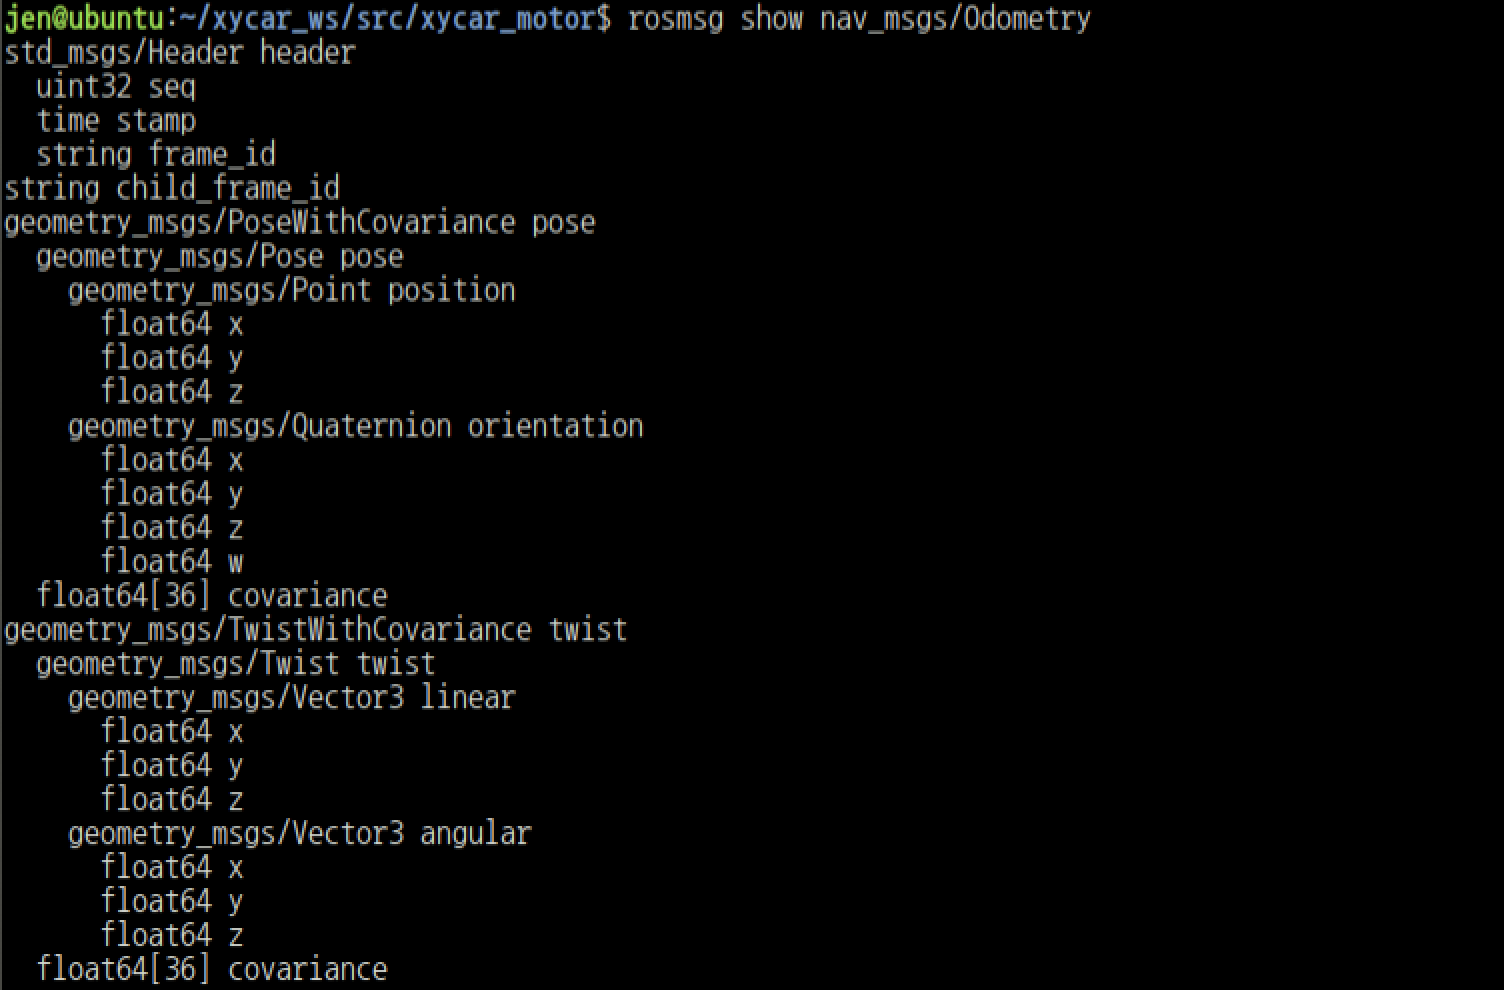 jen@ubuntu:~/xycar_ws/src/xycar_motor$ rosmsg show nav_msgs/Odometry
std_msgs/Header header
  uint32 seq
  time stamp
  string frame_id
string child_frame_id
geometry_msgs/PoseWithCovariance pose
  geometry_msgs/Pose pose
    geometry_msgs/Point position
      float64 x
      float64 y
      float64 z
    geometry_msgs/Quaternion orientation
      float64 x
      float64 y
      float64 z
      float64 w
  float64[36] covariance
geometry_msgs/TwistWithCovariance twist
  geometry_msgs/Twist twist
    geometry_msgs/Vector3 linear
      float64 x
      float64 y
      float64 z
    geometry_msgs/Vector3 angular
      float64 x
      float64 y
      float64 z
  float64[36] covariance